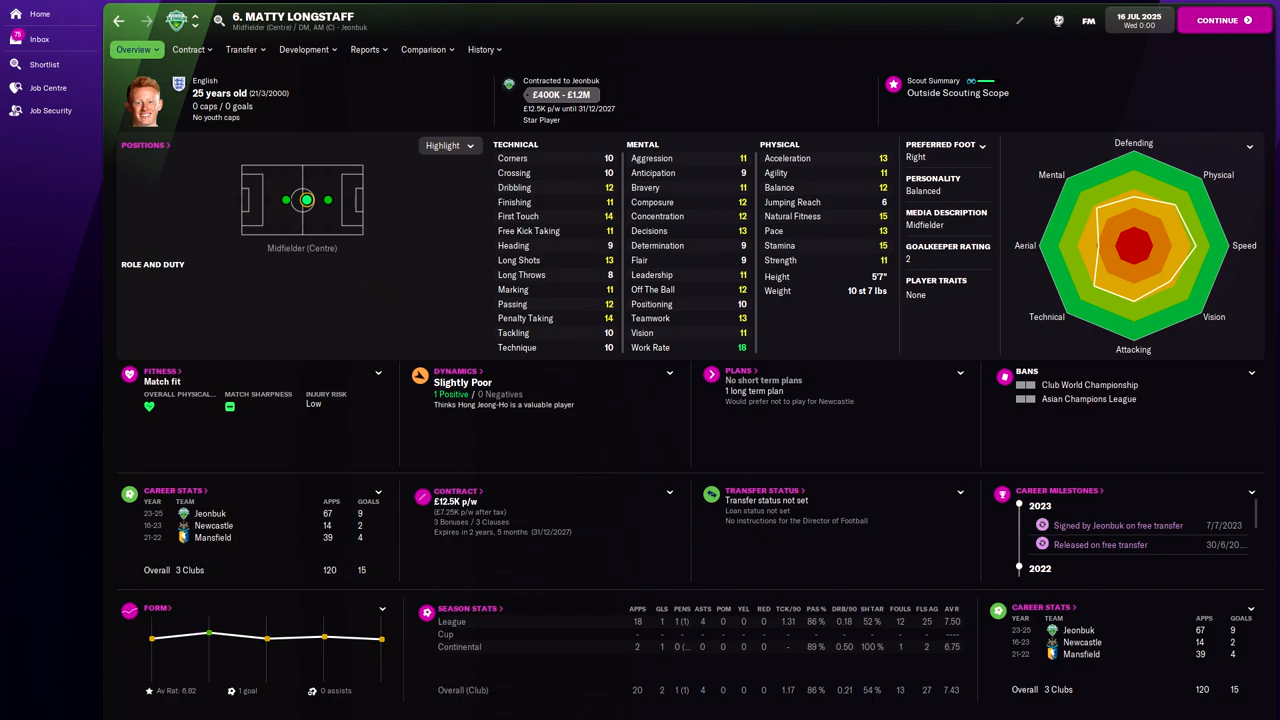 Home
75
Inbox
Shortlist
Job Centre
Job Security
6. MATTY LONGSTAFF
Midfielder (Centre) / DM, AM (C) - Jeonbuk
FM
16 JUL 2025
Wed 0:00
CONTINUE
Overview
Contract
Transfer
Development
Reports
Comparison
History
English
25 years old (21/3/2000)
0 caps / 0 goals
No youth caps
Contracted to Jeonbuk
£400K - £1.2M
£12.5K p/w until 31/12/2027
Star Player
Scout Summary
Outside Scouting Scope
POSITIONS
Highlight
Midfielder (Centre)
ROLE AND DUTY
TECHNICAL
Corners 10
Crossing 10
Dribbling 12
Finishing 11
First Touch 14
Free Kick Taking 11
Heading 9
Long Shots 13
Long Throws 8
Marking 11
Passing 12
Penalty Taking 14
Tackling 10
Technique 10
MENTAL
Aggression 11
Anticipation 9
Bravery 11
Composure 12
Concentration 12
Decisions 13
Determination 9
Flair 9
Leadership 11
Off The Ball 12
Positioning 10
Teamwork 13
Vision 11
Work Rate 18
PHYSICAL
Acceleration 13
Agility 11
Balance 12
Jumping Reach 6
Natural Fitness 15
Pace 13
Stamina 15
Strength 11
Height 5'7"
Weight 10 st 7 lbs
PREFERRED FOOT
Right
PERSONALITY
Balanced
MEDIA DESCRIPTION
Midfielder
GOALKEEPER RATING
2
PLAYER TRAITS
None
Defending
Mental
Physical
Aerial
Speed
Technical
Vision
Attacking
FITNESS
Match fit
OVERALL PHYSICAL... MATCH SHARPNESS INJURY RISK
Low
DYNAMICS
Slightly Poor
1 Positive / 0 Negatives
Thinks Hong Jeong-Ho is a valuable player
PLANS
No short term plans
1 long term plan
Would prefer not to play for Newcastle
BANS
Club World Championship
Asian Champions League
CAREER STATS
YEAR TEAM APPS GOALS
23-25 Jeonbuk 67 9
16-23 Newcastle 14 2
21-22 Mansfield 39 4
Overall 3 Clubs 120 15
CONTRACT
£12.5K p/w
(£7.25K p/w after tax)
3 Bonuses / 3 Clauses
Expires in 2 years, 5 months (31/12/2027)
TRANSFER STATUS
Transfer status not set
Loan status not set
No instructions for the Director of Football
CAREER MILESTONES
2023
Signed by Jeonbuk on free transfer 7/7/2023
Released on free transfer 30/6/20...
2022
FORM
Av Rat: 6.82
1 goal
0 assists
SEASON STATS APPS GLS PENS ASTS POM YEL RED TCK/90 PAS % DRB/90 SH TAR FOULS FLS AG AV R
League 18 1 1 (1) 4 0 0 0 1.31 86 % 0.18 52 % 12 25 7.50
Cup - - - - - - - - - - - - - ----
Continental 2 1 0 (... - 0 0 0 - 89 % 0.50 100 % 1 2 6.75
Overall (Club) 20 2 1 (1) 4 0 0 0 1.17 86 % 0.21 54 % 13 27 7.43
CAREER STATS
YEAR TEAM APPS GOALS
23-25 Jeonbuk 67 9
16-23 Newcastle 14 2
21-22 Mansfield 39 4
Overall 3 Clubs 120 15